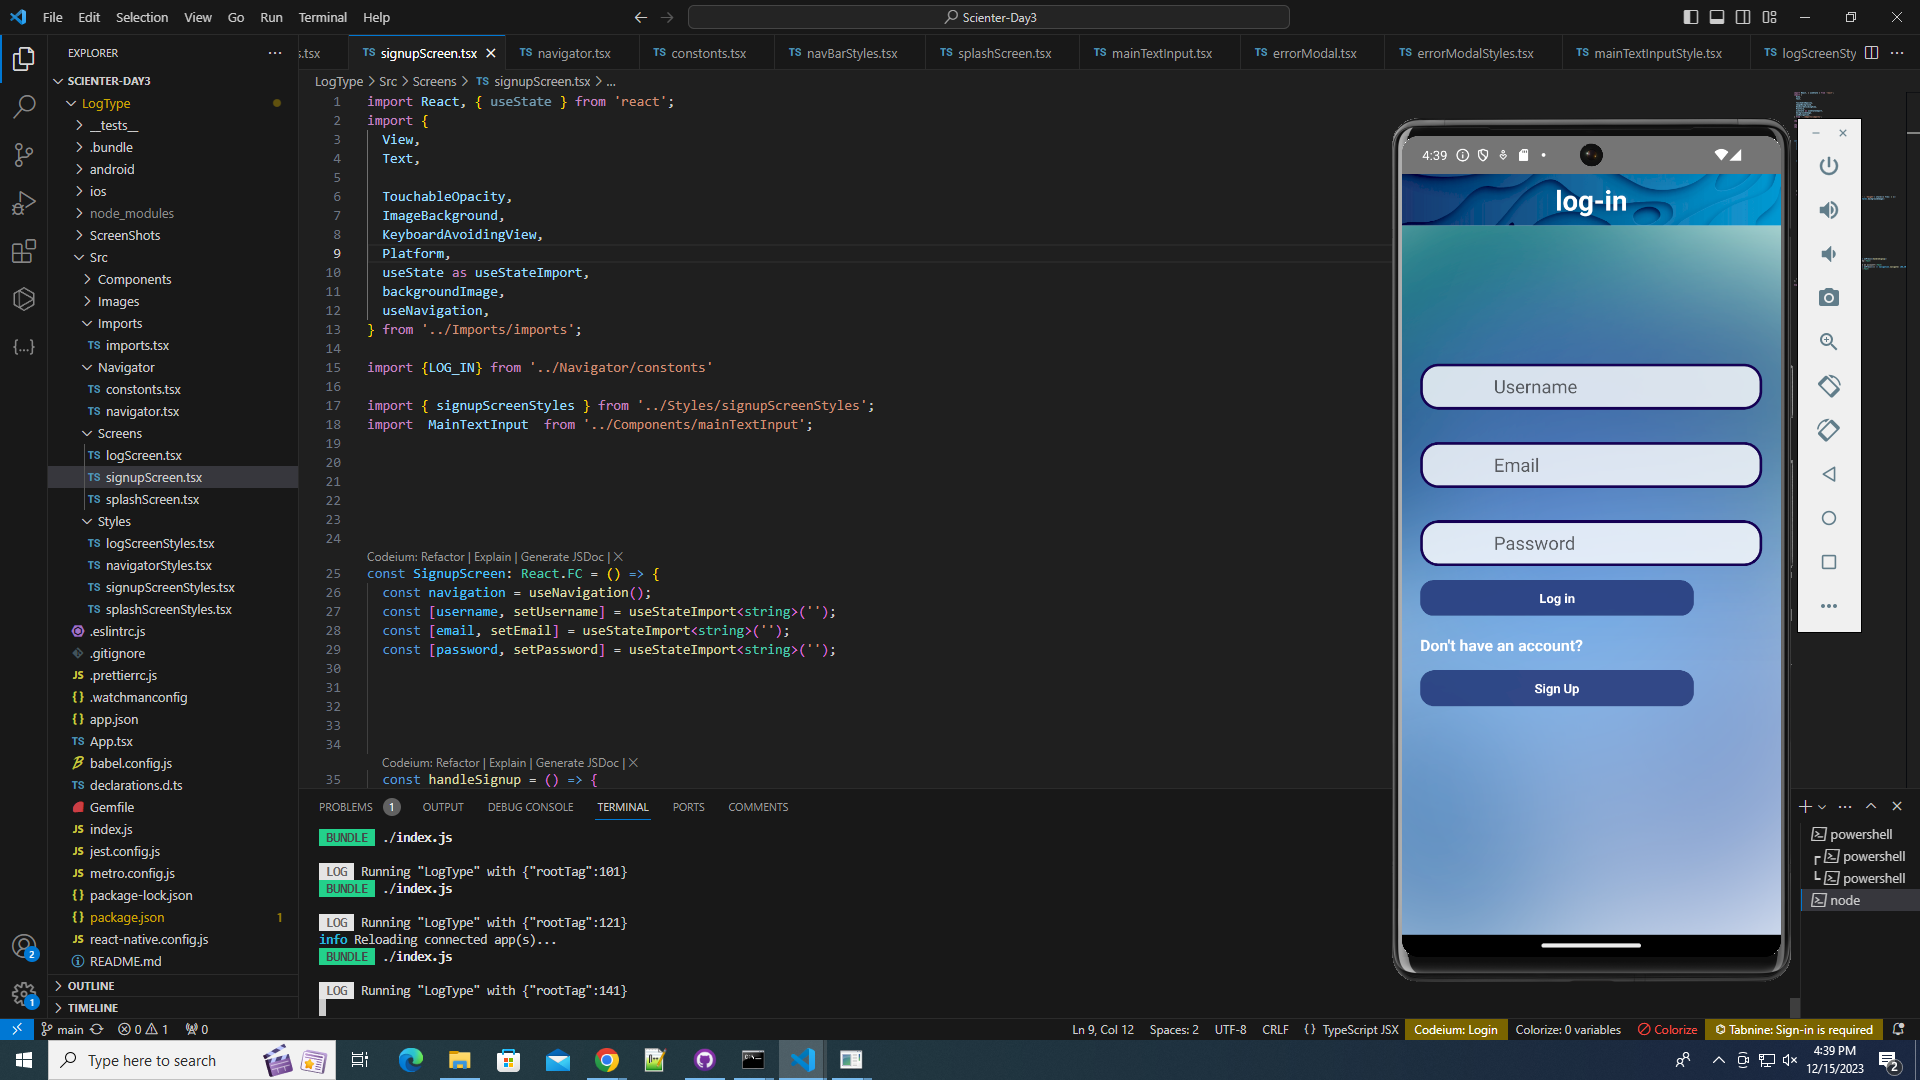 File Edit Selection View Go Run Terminal Help
Scienter-Day3
EXPLORER
SCIENTER-DAY3
LogType
__tests__
.bundle
android
ios
node_modules
ScreenShots
Src
Components
Images
Imports
TS imports.tsx
Navigator
TS constonts.tsx
TS navigator.tsx
Screens
TS logScreen.tsx
TS signupScreen.tsx
TS splashScreen.tsx
Styles
TS logScreenStyles.tsx
TS navigatorStyles.tsx
TS signupScreenStyles.tsx
TS splashScreenStyles.tsx
.eslintrc.js
.gitignore
JS .prettierrc.js
{} .watchmanconfig
{} app.json
TS App.tsx
babel.config.js
TS declarations.d.ts
Gemfile
JS index.js
JS jest.config.js
JS metro.config.js
{} package-lock.json
{} package.json 1
JS react-native.config.js
README.md
OUTLINE
TIMELINE
s.tsx TS signupScreen.tsx TS navigator.tsx TS constonts.tsx TS navBarStyles.tsx TS splashScreen.tsx TS mainTextInput.tsx TS errorModal.tsx TS errorModalStyles.tsx TS mainTextInputStyle.tsx TS logScreenSty
LogType > Src > Screens > TS signupScreen.tsx > ...
1 import React, { useState } from 'react';
2 import {
3 View,
4 Text,
5
6 TouchableOpacity,
7 ImageBackground,
8 KeyboardAvoidingView,
9 Platform,
10 useState as useStateImport,
11 backgroundImage,
12 useNavigation,
13 } from '../Imports/imports';
14
15 import {LOG_IN} from '../Navigator/constonts'
16
17 import { signupScreenStyles } from '../Styles/signupScreenStyles';
18 import MainTextInput from '../Components/mainTextInput';
19
20
21
22
23
24
Codeium: Refactor | Explain | Generate JSDoc | X
25 const SignupScreen: React.FC = () => {
26 const navigation = useNavigation();
27 const [username, setUsername] = useStateImport<string>('');
28 const [email, setEmail] = useStateImport<string>('');
29 const [password, setPassword] = useStateImport<string>('');
30
31
32
33
34
Codeium: Refactor | Explain | Generate JSDoc | X
35 const handleSignup = () => {
PROBLEMS 1 OUTPUT DEBUG CONSOLE TERMINAL PORTS COMMENTS
BUNDLE ./index.js
LOG Running "LogType" with {"rootTag":101}
BUNDLE ./index.js
LOG Running "LogType" with {"rootTag":121}
info Reloading connected app(s)...
BUNDLE ./index.js
LOG Running "LogType" with {"rootTag":141}
powershell
powershell
powershell
node
4:39
log-in
Username
Email
Password
Log in
Don't have an account?
Sign Up
2
1
main 0 1 0
Ln 9, Col 12 Spaces: 2 UTF-8 CRLF {} TypeScript JSX Codeium: Login Colorize: 0 variables Colorize Tabnine: Sign-in is required
Type here to search
4:39 PM
12/15/2023
2